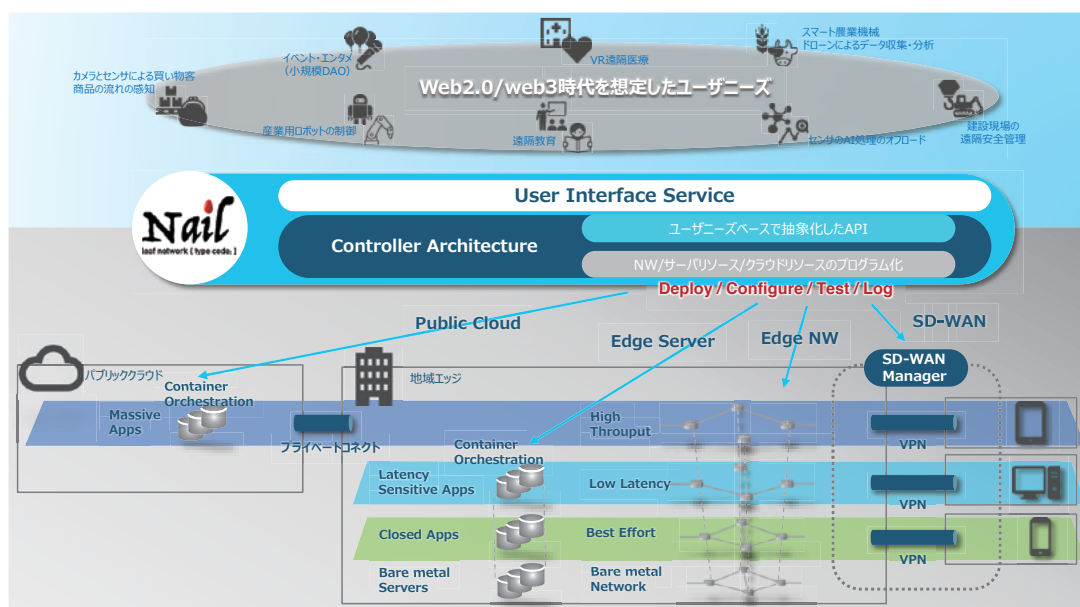 スマート農業機械
ドローンによるデータ収集・分析
イベント・エンタメ
(小規模DAO)
VR遠隔医療
カメラとセンサによる買い物客
商品の流れの感知
Web2.0/web3時代を想定したユーザニーズ
産業用ロボットの制御
遠隔教育
センサのAI処理のオフロード
建設現場の
遠隔安全管理
Nail
leaf network [ type code: ]
User Interface Service
Controller Architecture
ユーザニーズベースで抽象化したAPI
NW/サーバリソース/クラウドリソースのプログラム化
Deploy / Configure / Test / Log
Public Cloud
Edge Server
Edge NW
SD-WAN
SD-WAN
Manager
パブリッククラウド
地域エッジ
Container
Orchestration
Massive
Apps
プライベートコネクト
High
Throuput
VPN
Container
Orchestration
Latency
Sensitive Apps
Low Latency
VPN
Closed Apps
Best Effort
VPN
Bare metal
Servers
Bare metal
Network